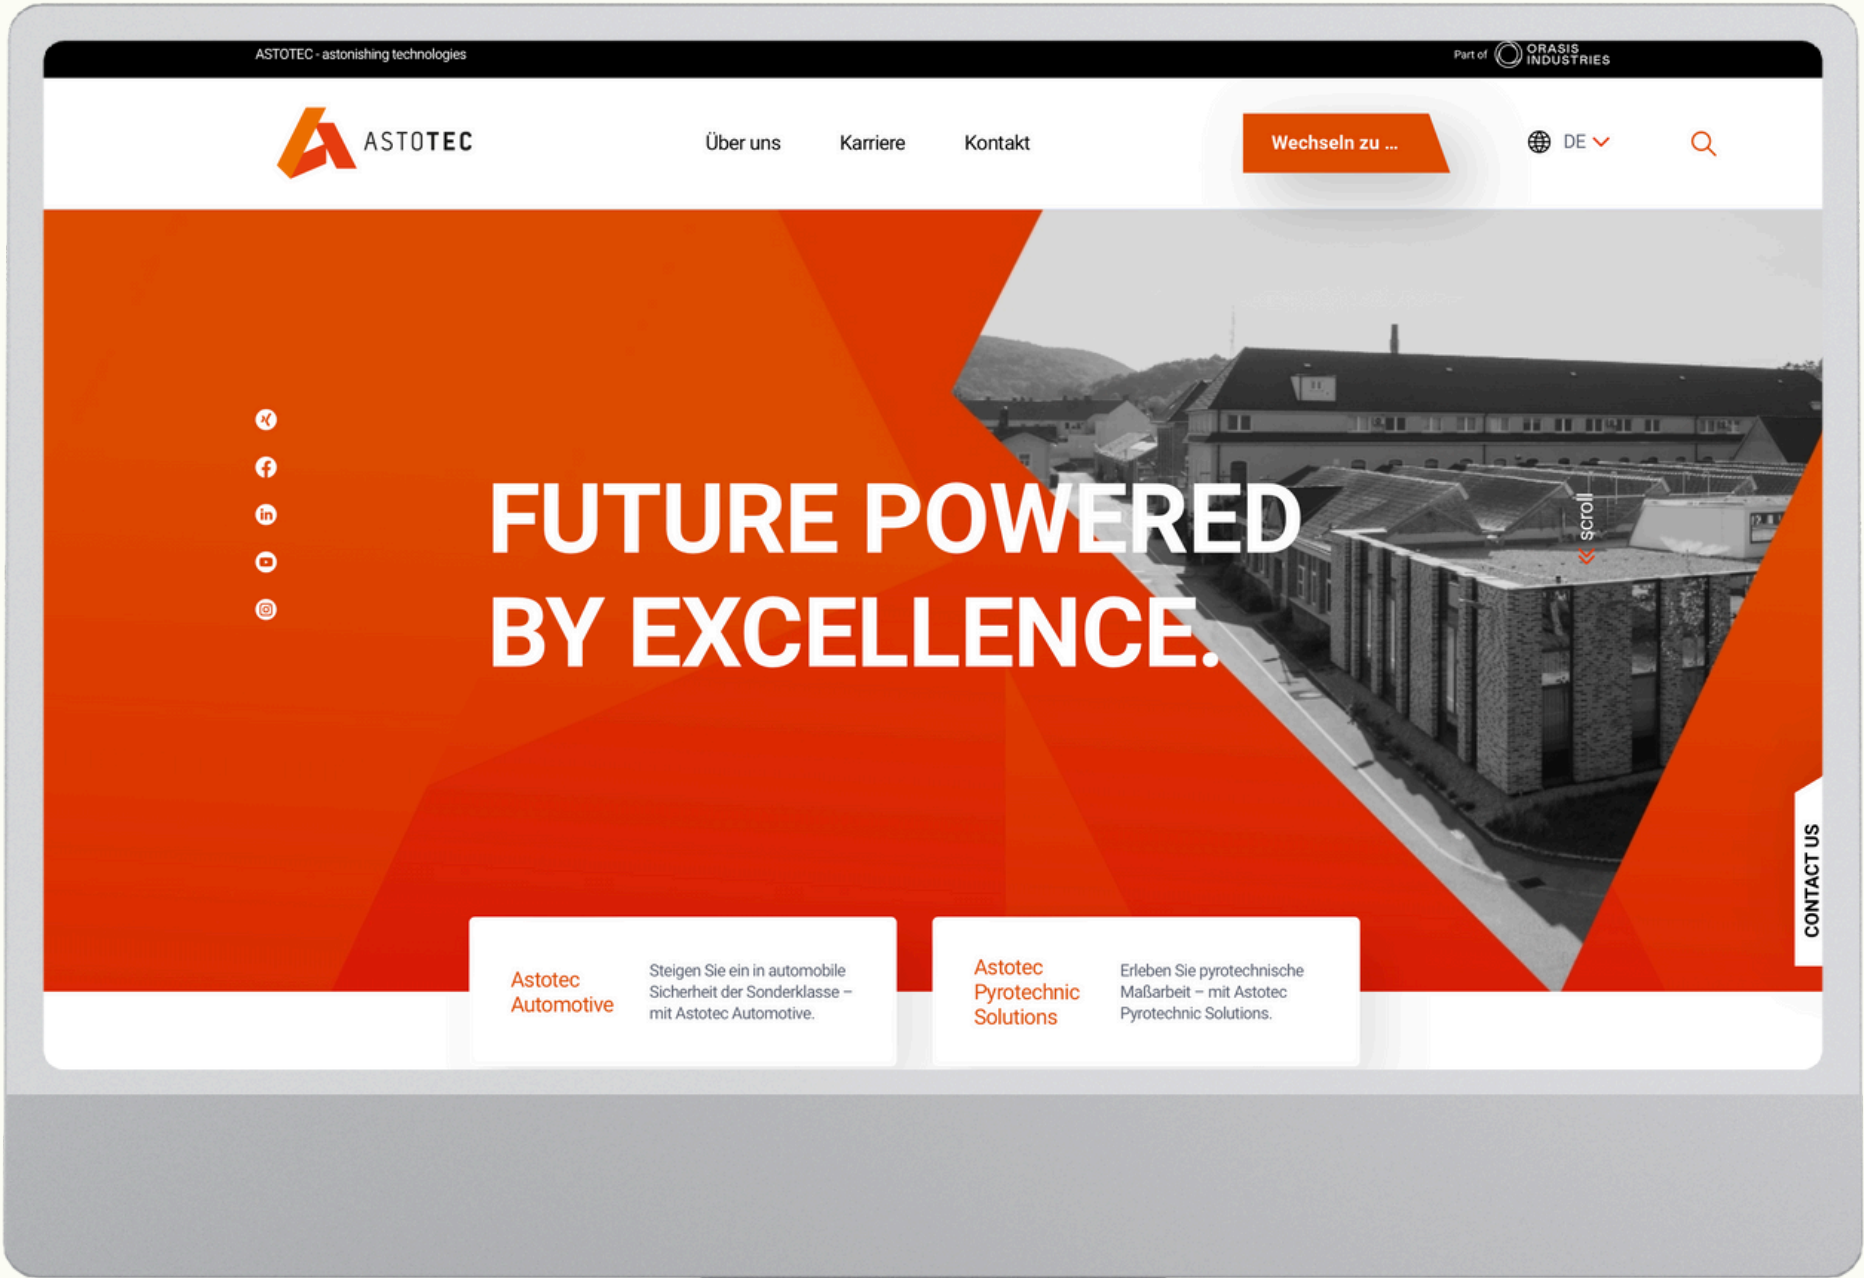 ASTOTEC - astonishing technologies
Part of ORASIS
INDUSTRIES
ASTOTEC
Über uns
Karriere
Kontakt
Wechseln zu ...
DE
FUTURE POWERED
BY EXCELLENCE.
scroll
CONTACT US
Astotec
Automotive
Steigen Sie ein in automobile
Sicherheit der Sonderklasse –
mit Astotec Automotive.
Astotec
Pyrotechnic
Solutions
Erleben Sie pyrotechnische
Maßarbeit – mit Astotec
Pyrotechnic Solutions.